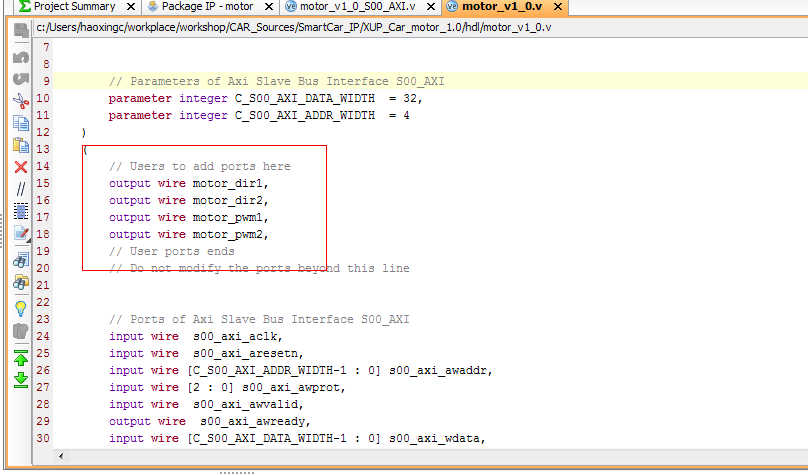 Project Summary × Package IP - motor × motor_v1_0_S00_AXI.v × motor_v1_0.v ×
c:/Users/haoxingc/workplace/workshop/CAR_Sources/SmartCar_IP/XUP_Car_motor_1.0/hdl/motor_v1_0.v
7
8
9 // Parameters of Axi Slave Bus Interface S00_AXI
10 parameter integer C_S00_AXI_DATA_WIDTH = 32,
11 parameter integer C_S00_AXI_ADDR_WIDTH = 4
12 )
13 (
14 // Users to add ports here
15 output wire motor_dir1,
16 output wire motor_dir2,
17 output wire motor_pwm1,
18 output wire motor_pwm2,
19 // User ports ends
20 // Do not modify the ports beyond this line
21
22
23 // Ports of Axi Slave Bus Interface S00_AXI
24 input wire s00_axi_aclk,
25 input wire s00_axi_aresetn,
26 input wire [C_S00_AXI_ADDR_WIDTH-1 : 0] s00_axi_awaddr,
27 input wire [2 : 0] s00_axi_awprot,
28 input wire s00_axi_awvalid,
29 output wire s00_axi_awready,
30 input wire [C_S00_AXI_DATA_WIDTH-1 : 0] s00_axi_wdata,